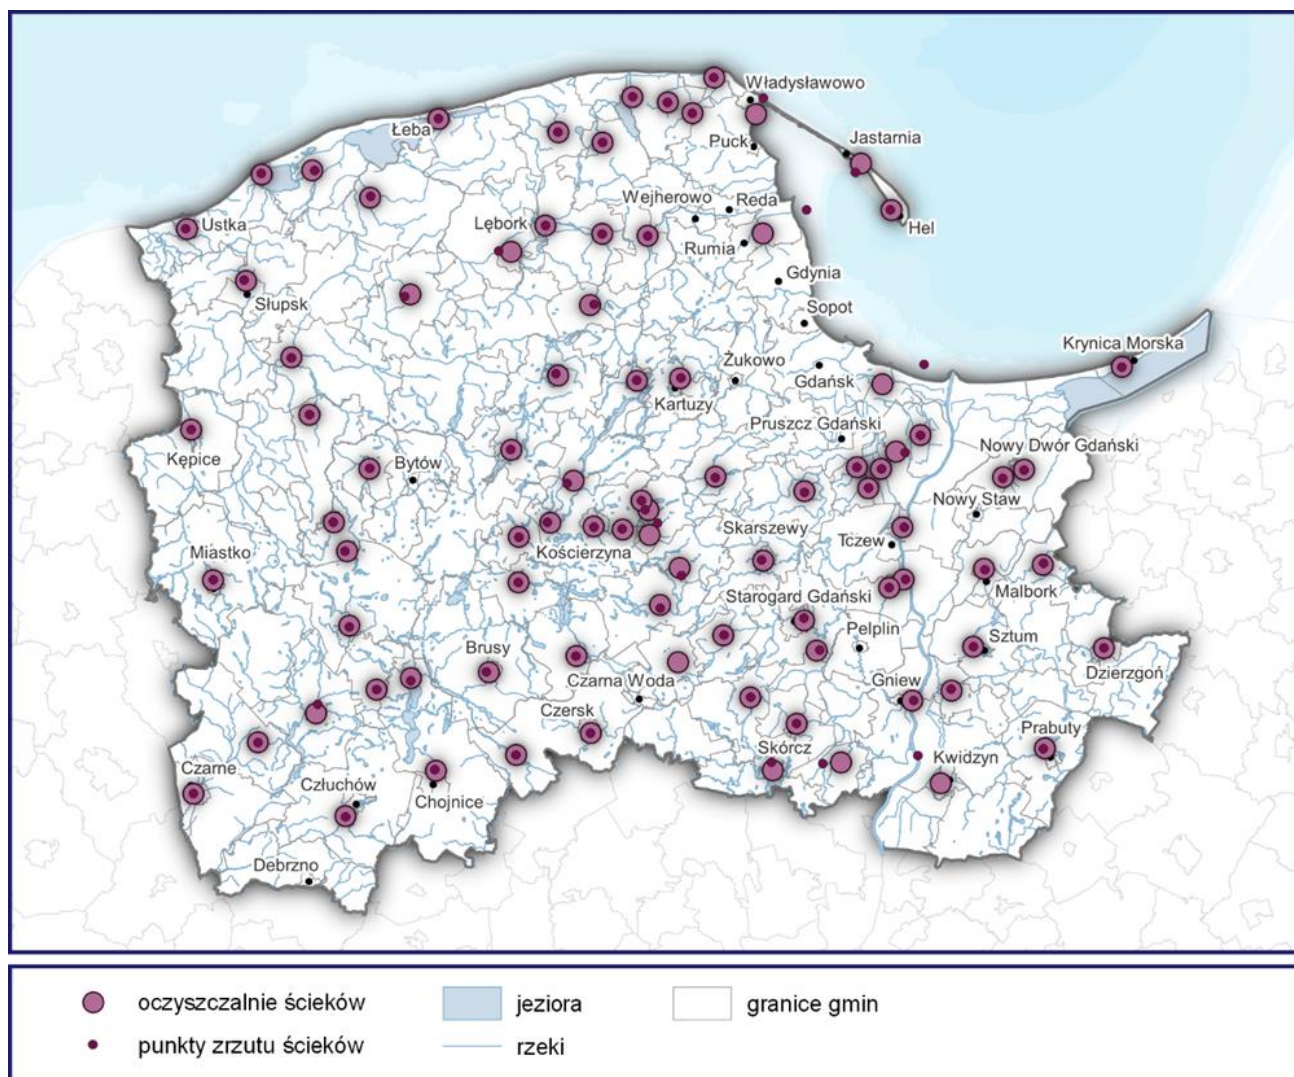 Władysławowo
Łeba
Jastarnia
Puck
Wejherowo
Reda
Ustka
Lębork
Hel
Rumia
Gdynia
Słupsk
Sopot
Krynica Morska
Żukowo
Gdańsk
Kartuzy
Pruszcz Gdański
Nowy Dwór Gdański
Kępice
Bytów
Nowy Staw
Skarszewy
Tczew
Miastko
Kościerzyna
Malbork
Starogard Gdański
Pelplin
Sztum
Brusy
Dzierzgoń
Czarna Woda
Gniew
Czersk
Prabuty
Skórcz
Kwidzyn
Czarne
Człuchów
Chojnice
Debrzno
oczyszczalnie ścieków
jeziora
granice gmin
punkty zrzutu ścieków
rzeki